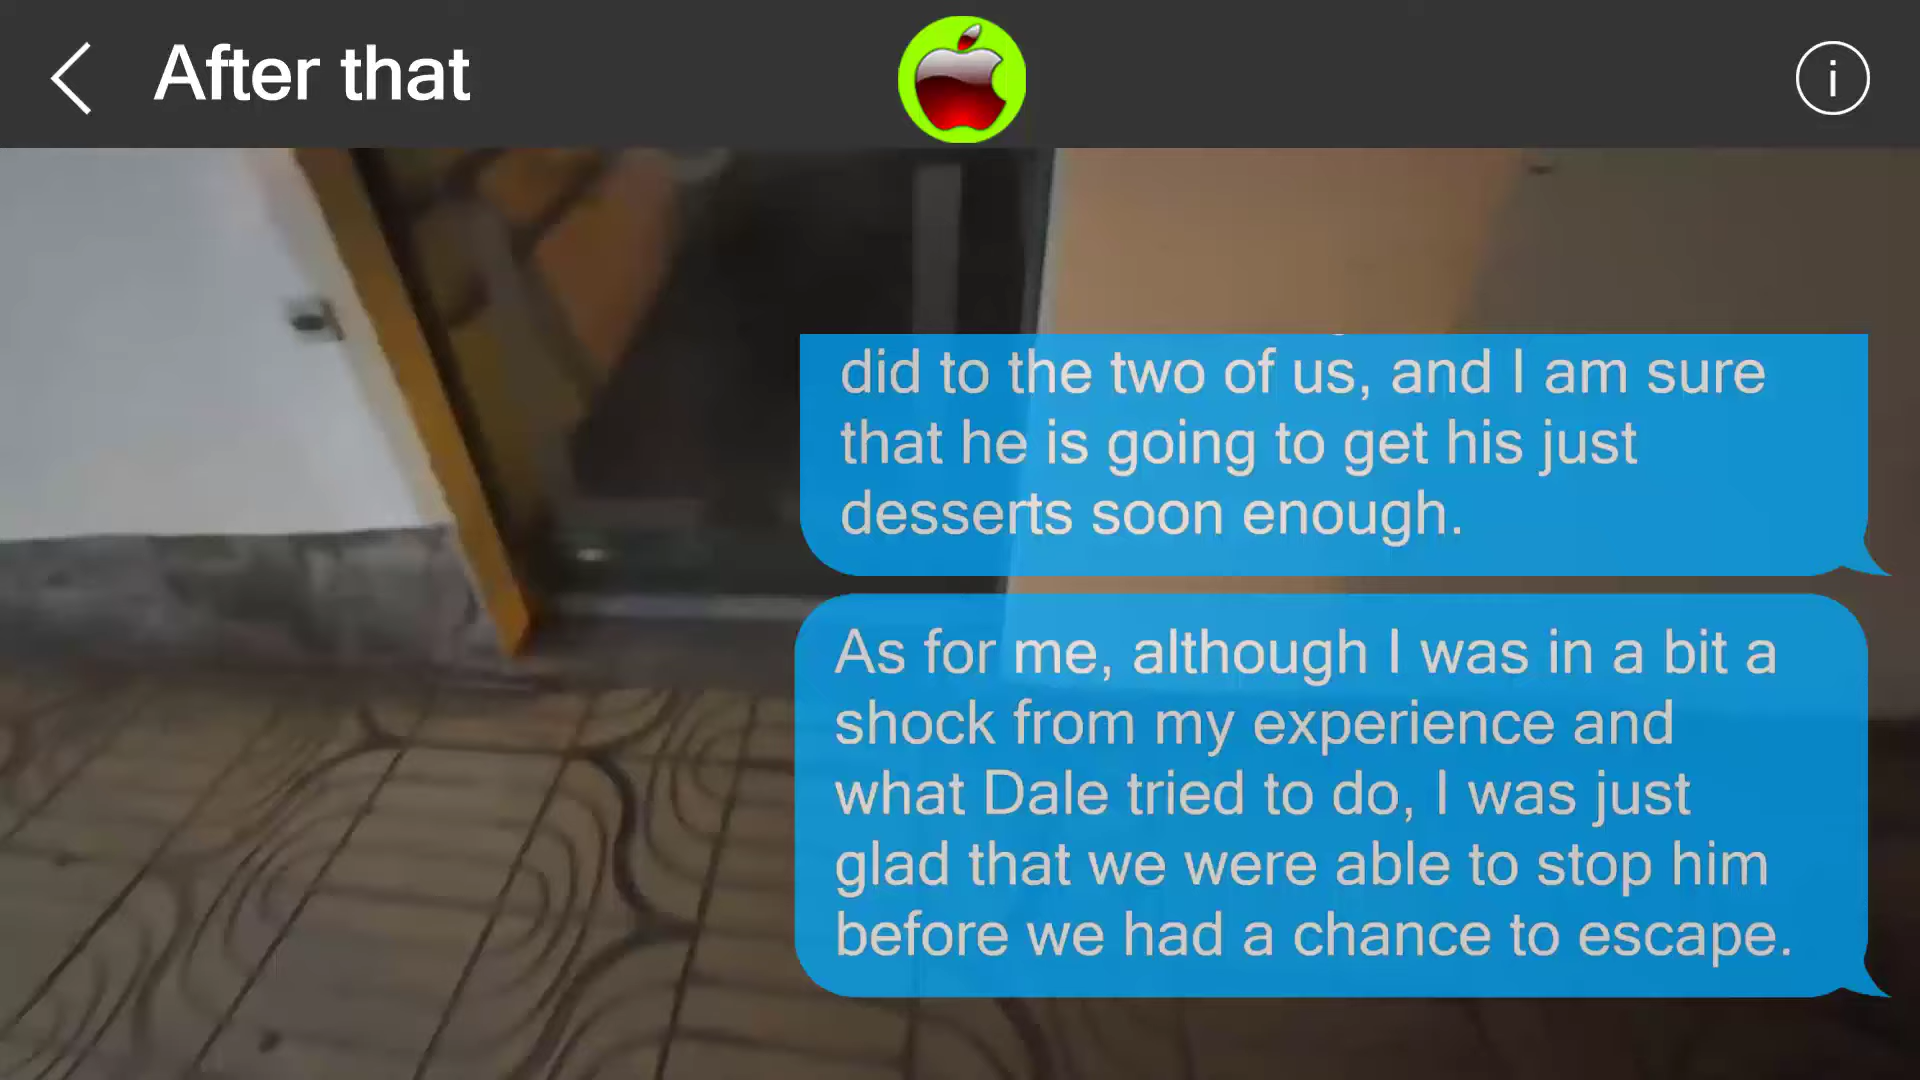 After that
i
did to the two of us, and I am sure
that he is going to get his just
desserts soon enough.
As for me, although I was in a bit a
shock from my experience and
what Dale tried to do, I was just
glad that we were able to stop him
before we had a chance to escape.